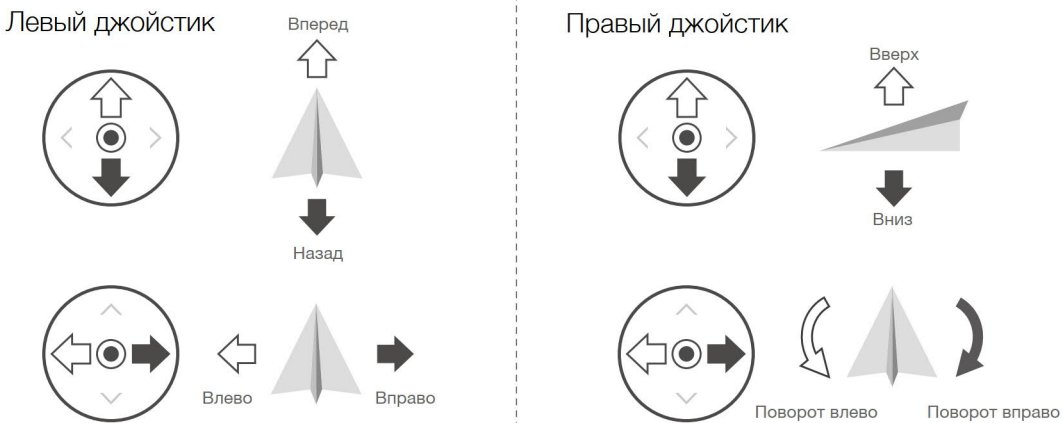 Левый джойстик
Вперед
Назад
Влево
Вправо
Правый джойстик
Вверх
Вниз
Поворот влево
Поворот вправо